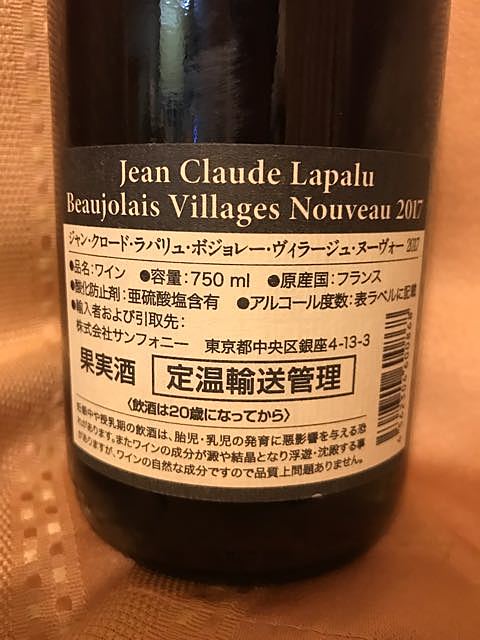 Jean Claude Lapalu
Beaujolais Villages Nouveau 2017
ジャン・クロード・ラパリュ・ボジョレー・ヴィラージュ・ヌーヴォー 2017
●品名：ワイン ●容量：750 ml ●原産国：フランス
●酸化防止剤：亜硫酸塩含有 ●アルコール度数：表ラベルに記載
●輸入者および引取先：
株式会社サンフォニー 東京都中央区銀座4-13-3
果実酒 定温輸送管理
〈飲酒は20歳になってから〉
妊娠中や授乳期の飲酒は、胎児・乳児の発育に悪影響を与える恐
れがあります。またワインの成分が澱や結晶となり浮遊・沈殿する事
がありますが、ワインの自然な成分ですので品質上問題ありません。